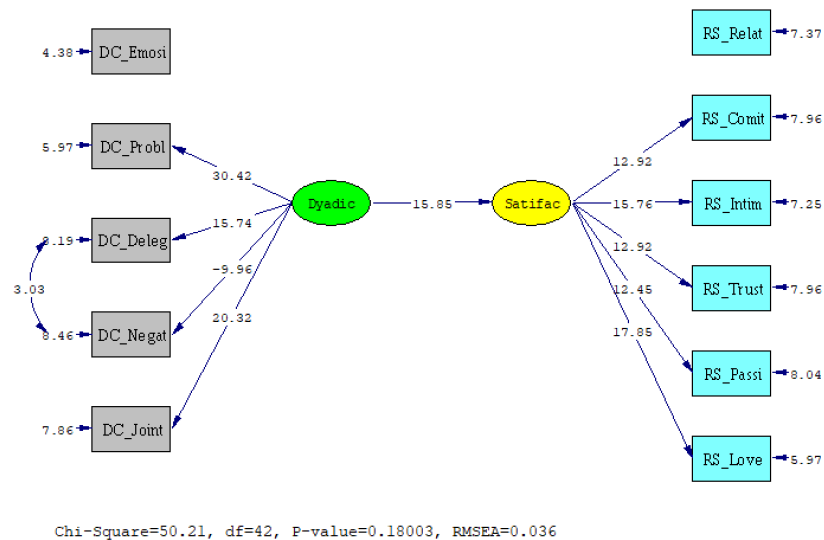 RS_Relat
7.37
4.38
DC_Emosi
RS_Comit
7.96
5.97
DC_Probl
12.92
30.42
Dyadic
15.85
Satifac
15.76
RS_Intim
7.25
15.74
8.19
DC_Deleg
12.92
-9.96
3.03
RS_Trust
7.96
12.45
20.32
17.85
8.46
DC_Negat
RS_Passi
8.04
7.86
DC_Joint
RS_Love
5.97
Chi-Square=50.21, df=42, P-value=0.18003, RMSEA=0.036